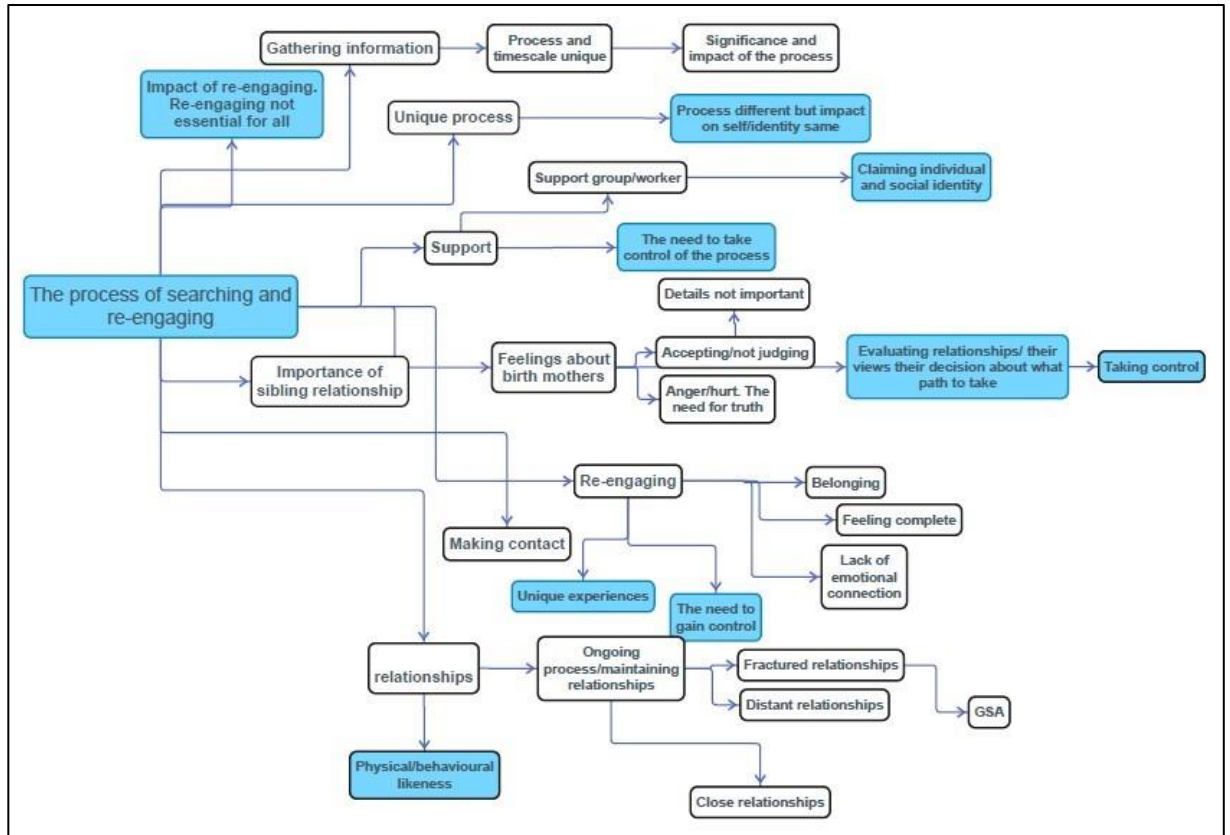 Gathering information
Process and
timescale unique
Significance and
impact of the process
Impact of re-engaging.
Re-engaging not
essential for all
Unique process
Process different but impact
on self/identity same
Support group/worker
Claiming individual
and social identity
Support
The need to take
control of the process
The process of searching and
re-engaging
Details not important
Importance of
sibling relationship
Feelings about
birth mothers
Accepting/not judging
Anger/hurt. The
need for truth
Evaluating relationships/ their
views their decision about what
path to take
Taking control
Re-engaging
Belonging
Feeling complete
Making contact
Lack of
emotional
connection
Unique experiences
The need to
gain control
relationships
Ongoing
process/maintaining
relationships
Fractured relationships
Distant relationships
GSA
Physical/behavioural
likeness
Close relationships